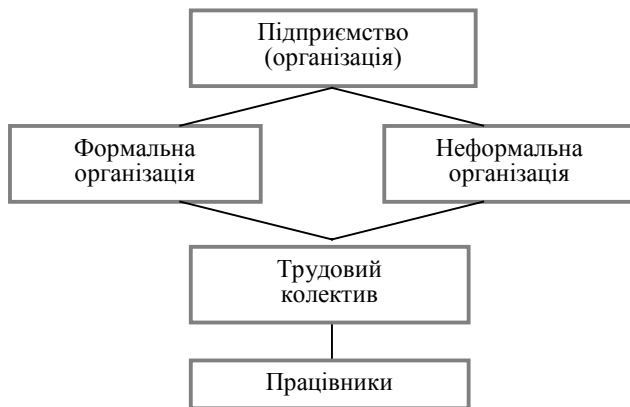 Підприємство
(організація)
Формальна
організація
Неформальна
організація
Трудовий
колектив
Працівники